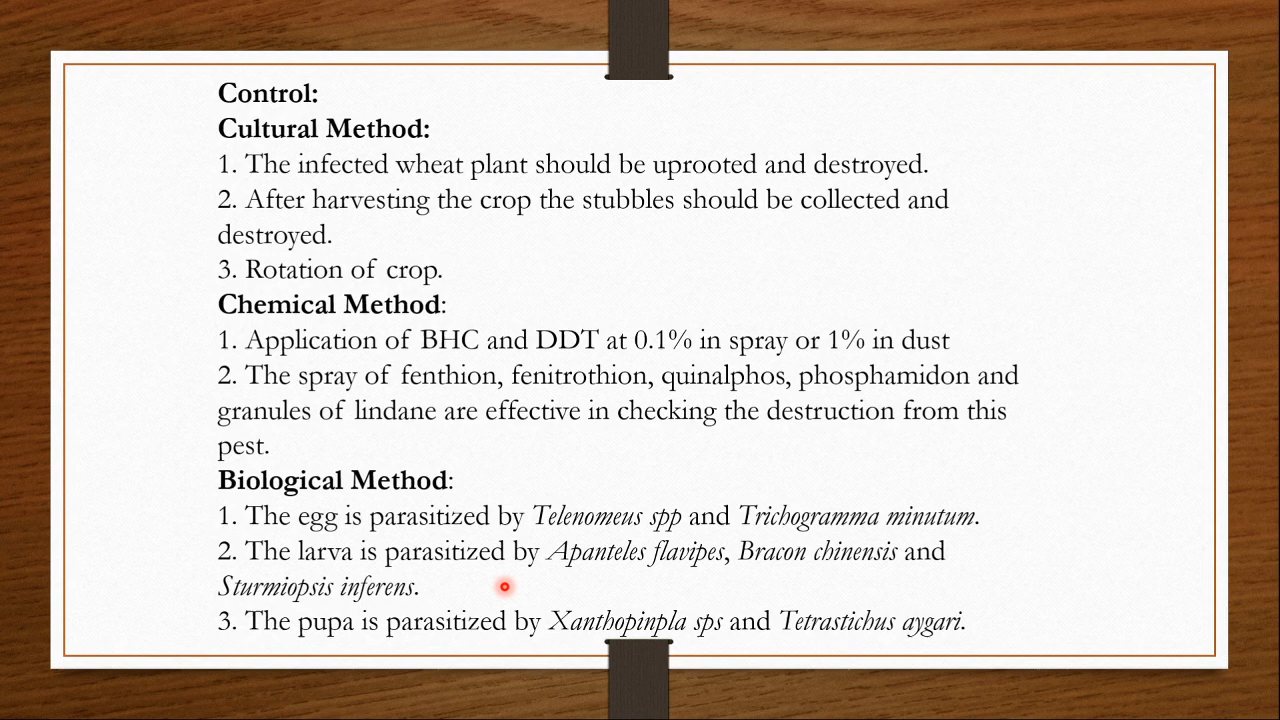 Control:
Cultural Method:
1. The infected wheat plant should be uprooted and destroyed.
2. After harvesting the crop the stubbles should be collected and
destroyed.
3. Rotation of crop.
Chemical Method:
1. Application of BHC and DDT at 0.1% in spray or 1% in dust
2. The spray of fenthion, fenitrothion, quinalphos, phosphamidon and
granules of lindane are effective in checking the destruction from this
pest.
Biological Method:
1. The egg is parasitized by Telenomeus spp and Trichogramma minutum.
2. The larva is parasitized by Apanteles flavipes, Bracon chinensis and
Sturmiopsis inferens.
3. The pupa is parasitized by Xanthopinpla sps and Tetrastichus aygari.